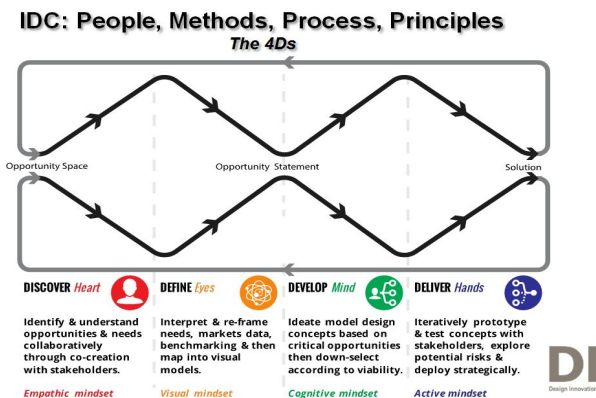 IDC: People, Methods, Process, Principles
The 4Ds
Opportunity Space
Opportunity Statement
Solution
DISCOVER Heart
Identify & understand
opportunities & needs
collaboratively
through co-creation
with stakeholders.
Empathic mindset
DEFINE Eyes
Interpret & re-frame
needs, markets data,
benchmarking & then
map into visual
models.
Visual mindset
DEVELOP Mind
Ideate model design
concepts based on
critical opportunities
then down-select
according to viability.
Cognitive mindset
DELIVER Hands
Iteratively prototype
& test concepts with
stakeholders, explore
potential risks &
deploy strategically.
Active mindset
Design innovation